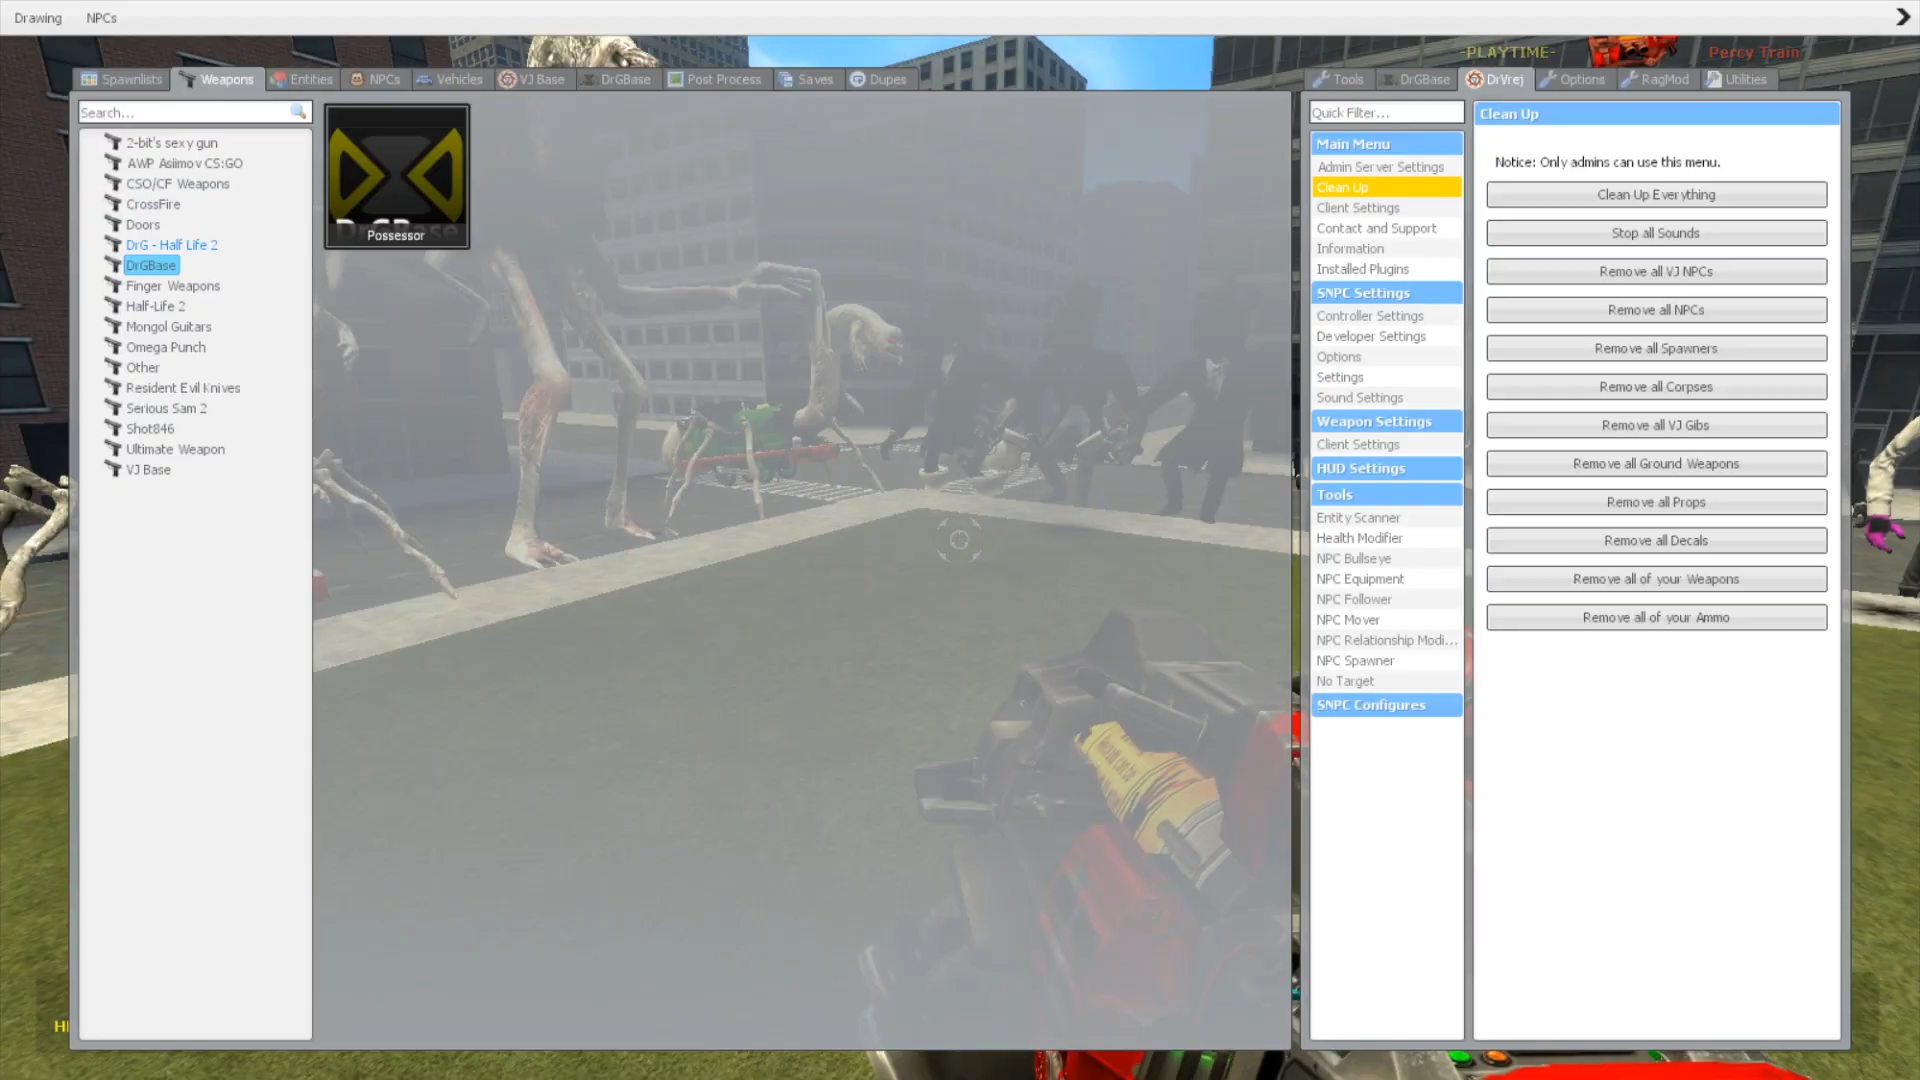 Drawing NPCs
-PLAYTIME- Percy Train
Spawnlists Weapons Entities NPCs Vehicles VJ Base DrGBase Post Process Saves Dupes
Tools DrGBase DrVrej Options RagMod Utilities
Search...
2-bit's sexy gun
AWP Asiimov CS:GO
CSO/CF Weapons
CrossFire
Doors
DrG - Half Life 2
DrGBase
Finger Weapons
Half-Life 2
Mongol Guitars
Omega Punch
Other
Resident Evil Knives
Serious Sam 2
Shot846
Ultimate Weapon
VJ Base
DrGBase
Possessor
Quick Filter...
Main Menu
Admin Server Settings
Clean Up
Client Settings
Contact and Support
Information
Installed Plugins
SNPC Settings
Controller Settings
Developer Settings
Options
Settings
Sound Settings
Weapon Settings
Client Settings
HUD Settings
Tools
Entity Scanner
Health Modifier
NPC Bullseye
NPC Equipment
NPC Follower
NPC Mover
NPC Relationship Modi...
NPC Spawner
No Target
SNPC Configures
Clean Up
Notice: Only admins can use this menu.
Clean Up Everything
Stop all Sounds
Remove all VJ NPCs
Remove all NPCs
Remove all Spawners
Remove all Corpses
Remove all VJ Gibs
Remove all Ground Weapons
Remove all Props
Remove all Decals
Remove all of your Weapons
Remove all of your Ammo